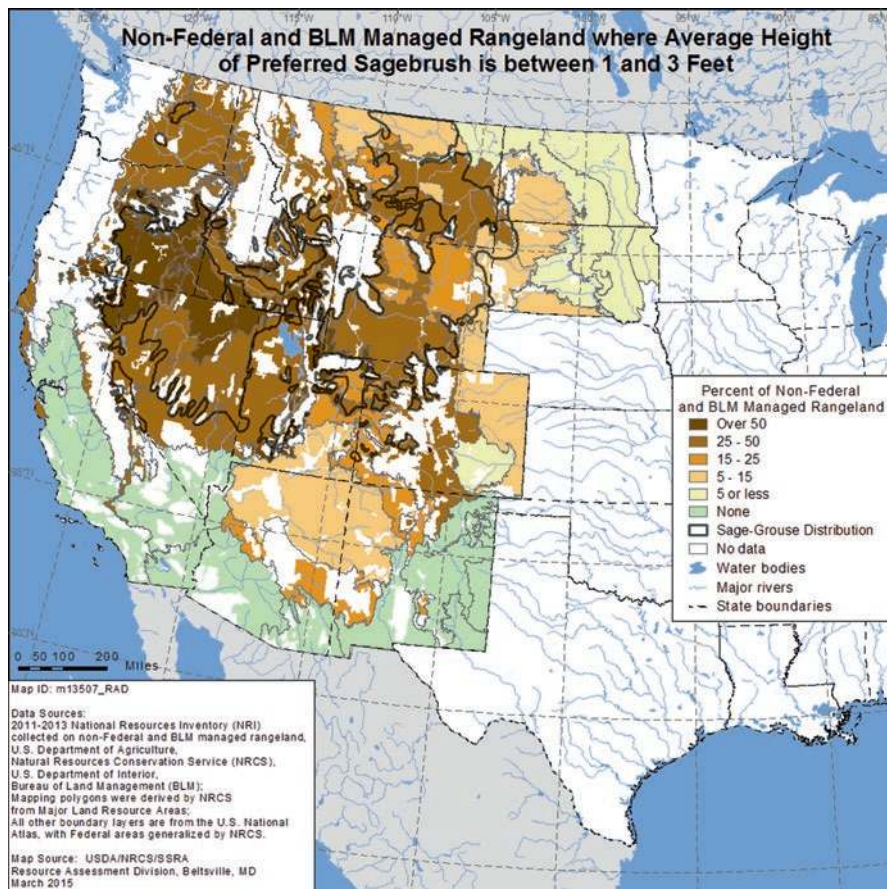 Non-Federal and BLM Managed Rangeland where Average Height
of Preferred Sagebrush is between 1 and 3 Feet
120°W
115°W
110°W
105°W
100°W
95°W
90°W
Percent of Non-Federal
and BLM Managed Rangeland
Over 50
25 - 50
15 - 25
5 - 15
5 or less
None
Sage-Grouse Distribution
No data
Water bodies
Major rivers
State boundaries
0 50 100 200
Miles
Map ID: m13507_RAD
Data Sources:
2011-2013 National Resources Inventory (NRI)
collected on non-Federal and BLM managed rangeland,
U.S. Department of Agriculture,
Natural Resources Conservation Service (NRCS),
U.S. Department of Interior,
Bureau of Land Management (BLM);
Mapping polygons were derived by NRCS
from Major Land Resource Areas;
All other boundary layers are from the U.S. National
Atlas, with Federal areas generalized by NRCS.
Map Source: USDA/NRCS/SSRA
Resource Assessment Division, Beltsville, MD
March 2015